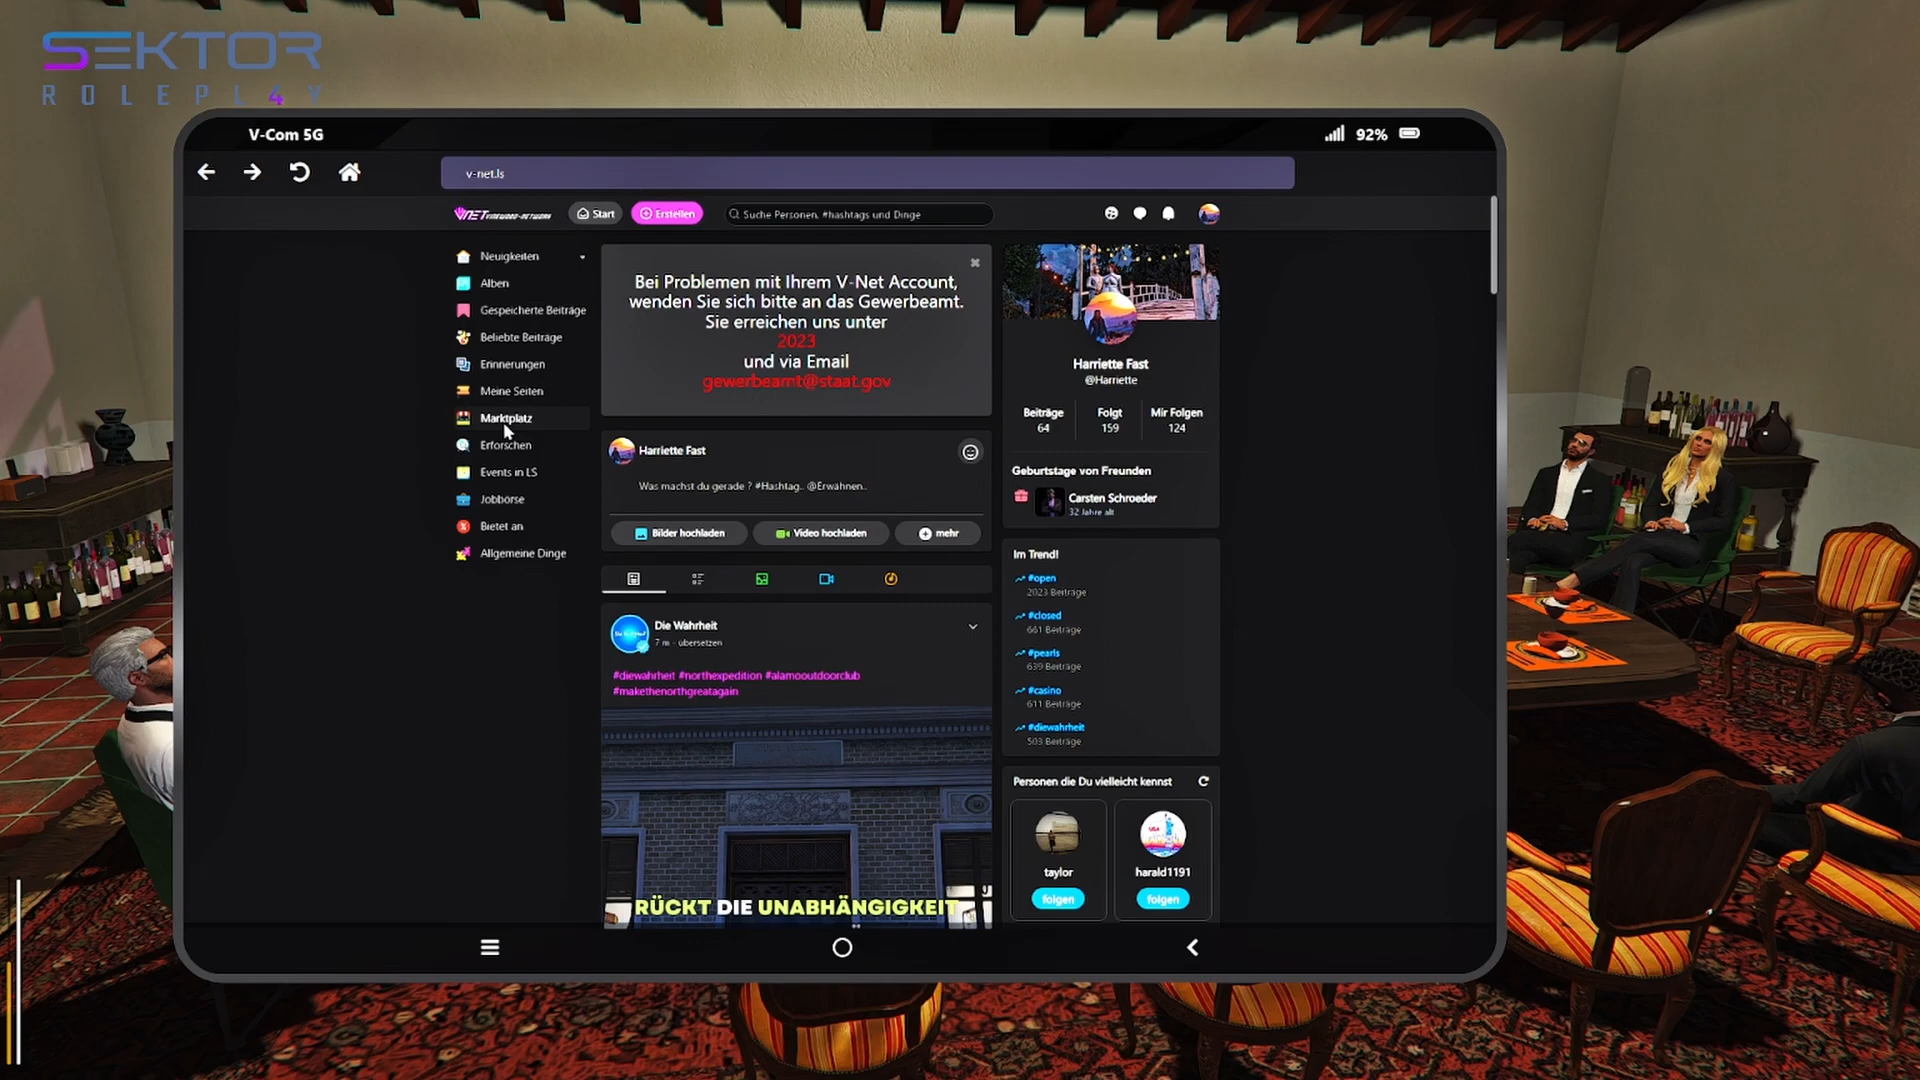 SEKTOR
ROLEPL4Y
V-Com 5G
92%
v-net.ls
VNET VINEWOOD-NETWORK
Start
Erstellen
Suche Personen, #hashtags und Dinge
Neuigkeiten
Alben
Gespeicherte Beiträge
Beliebte Beiträge
Erinnerungen
Meine Seiten
Marktplatz
Erforschen
Events in LS
Jobbörse
Bietet an
Allgemeine Dinge
Bei Problemen mit Ihrem V-Net Account,
wenden Sie sich bitte an das Gewerbeamt.
Sie erreichen uns unter
2023
und via Email
gewerbeamt@staat.gov
Harriette Fast
Was machst du gerade ? #Hashtag.. @Erwähnen..
Bilder hochladen
Video hochladen
mehr
Die Wahrheit
7 m - übersetzen
#diewahrheit #northexpedition #alamooutdoorclub
#makethenorthgreatagain
RÜCKT DIE UNABHÄNGIGKEIT
Harriette Fast
@Harriette
Beiträge Folgt Mir Folgen
64 159 124
Geburtstage von Freunden
Carsten Schroeder
32 Jahre alt
Im Trend!
#open
2023 Beiträge
#closed
661 Beiträge
#pearls
639 Beiträge
#casino
611 Beiträge
#diewahrheit
503 Beiträge
Personen die Du vielleicht kennst
USA
taylor harald1191
folgen folgen